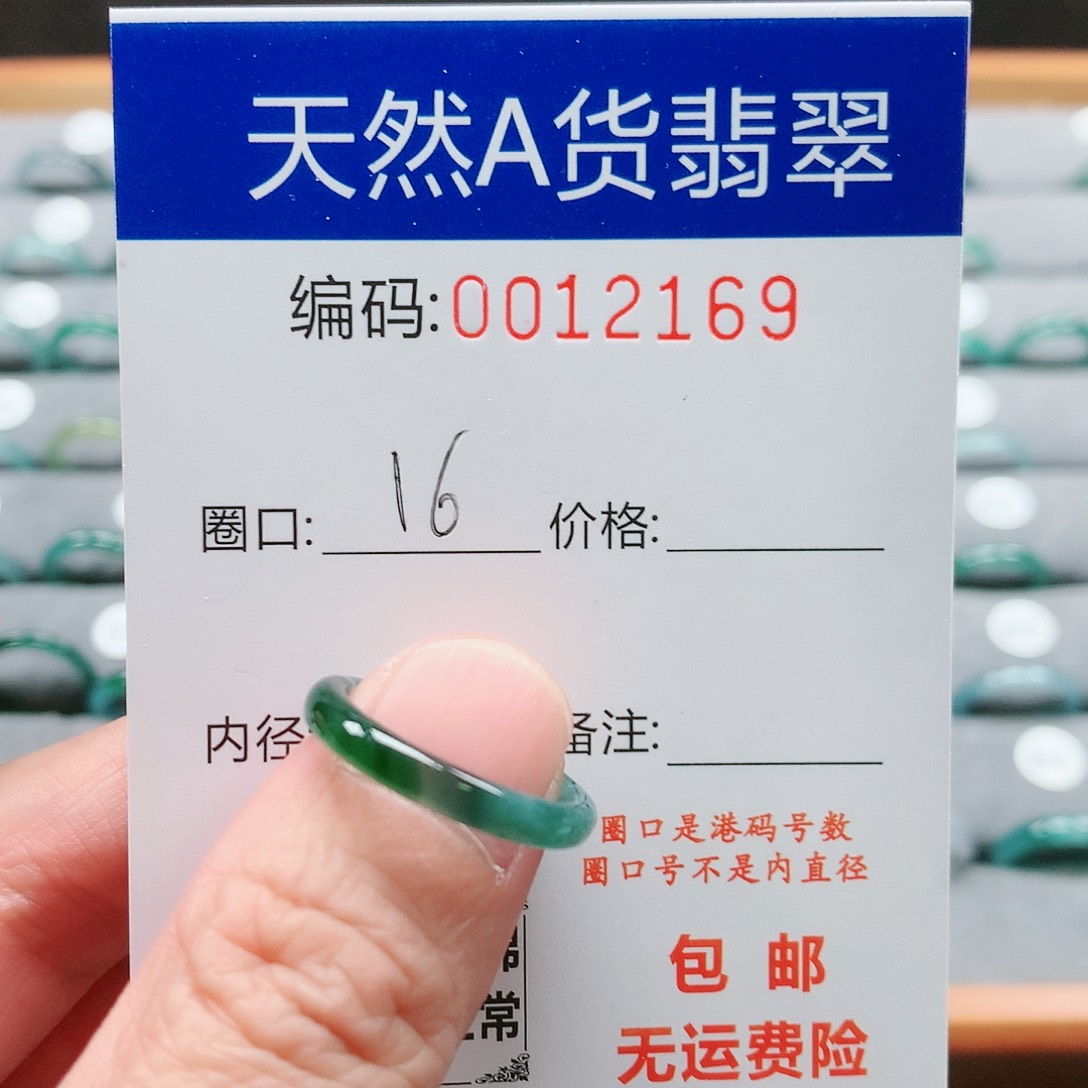 天然A货翡翠
编码:0012169
圈口: 16 价格:
内径 备注:
圈口是港码号数
圈口号不是内直径
包邮
常
无运费险